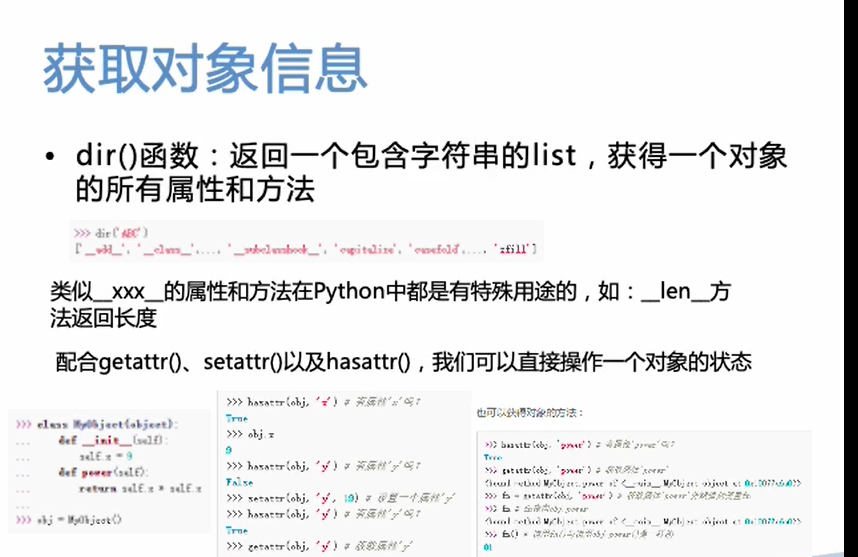 获取对象信息
• dir()函数：返回一个包含字符串的list，获得一个对象
的所有属性和方法
>>> dir('ABC')
['__add__', '__class__',..., '__subclasshook__', 'capitalize', 'casefold',..., 'zfill']
类似__xxx__的属性和方法在Python中都是有特殊用途的，如：__len__方
法返回长度
配合getattr()、setattr()以及hasattr()，我们可以直接操作一个对象的状态
>>> class MyObject(object):
...     def __init__(self):
...         self.x = 9
...     def power(self):
...         return self.x * self.x
...
>>> obj = MyObject()
>>> hasattr(obj, 'x') # 有属性'x'吗?
True
>>> obj.x
9
>>> hasattr(obj, 'y') # 有属性'y'吗?
False
>>> setattr(obj, 'y', 19) # 设置一个属性'y'
>>> hasattr(obj, 'y') # 有属性'y'吗?
True
>>> getattr(obj, 'y') # 获取属性'y'
也可以获得对象的方法：
>>> hasattr(obj, 'power') # 有属性'power'吗?
True
>>> getattr(obj, 'power') # 获取属性'power'
<bound method MyObject.power of <__main__.MyObject object at
>>> fn = getattr(obj, 'power') # 获取属性'power'
>>> fn # fn指向obj.power
<bound method MyObject.power of <__main__.MyObject object at
>>> fn() # 调用fn()与调用obj.power()是一样的
81